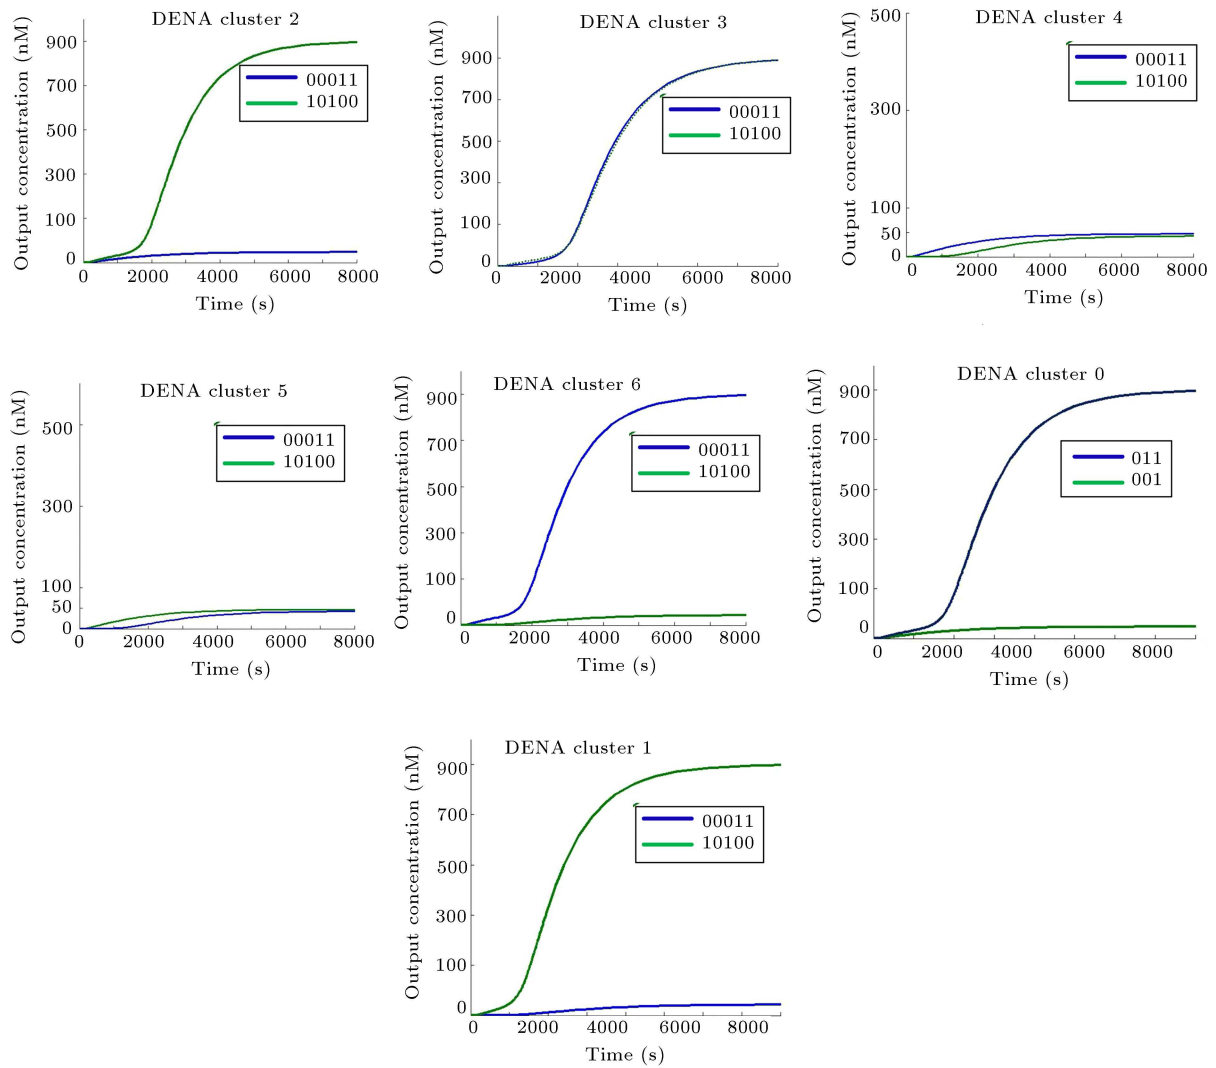 DENA cluster 2
Output concentration (nM)
900
700
500
300
100
0
00011
10100
0 2000 4000 6000 8000
Time (s)
DENA cluster 3
Output concentration (nM)
900
700
500
300
100
0
00011
10100
0 2000 4000 6000 8000
Time (s)
DENA cluster 4
Output concentration (nM)
500
300
100
50
0
00011
10100
0 2000 4000 6000 8000
Time (s)
DENA cluster 5
Output concentration (nM)
500
300
100
50
0
00011
10100
0 2000 4000 6000 8000
Time (s)
DENA cluster 6
Output concentration (nM)
900
700
500
300
100
0
00011
10100
0 2000 4000 6000 8000
Time (s)
DENA cluster 0
Output concentration (nM)
900
700
500
300
100
0
011
001
0 2000 4000 6000 8000
Time (s)
DENA cluster 1
Output concentration (nM)
900
700
500
300
100
0
00011
10100
0 2000 4000 6000 8000
Time (s)